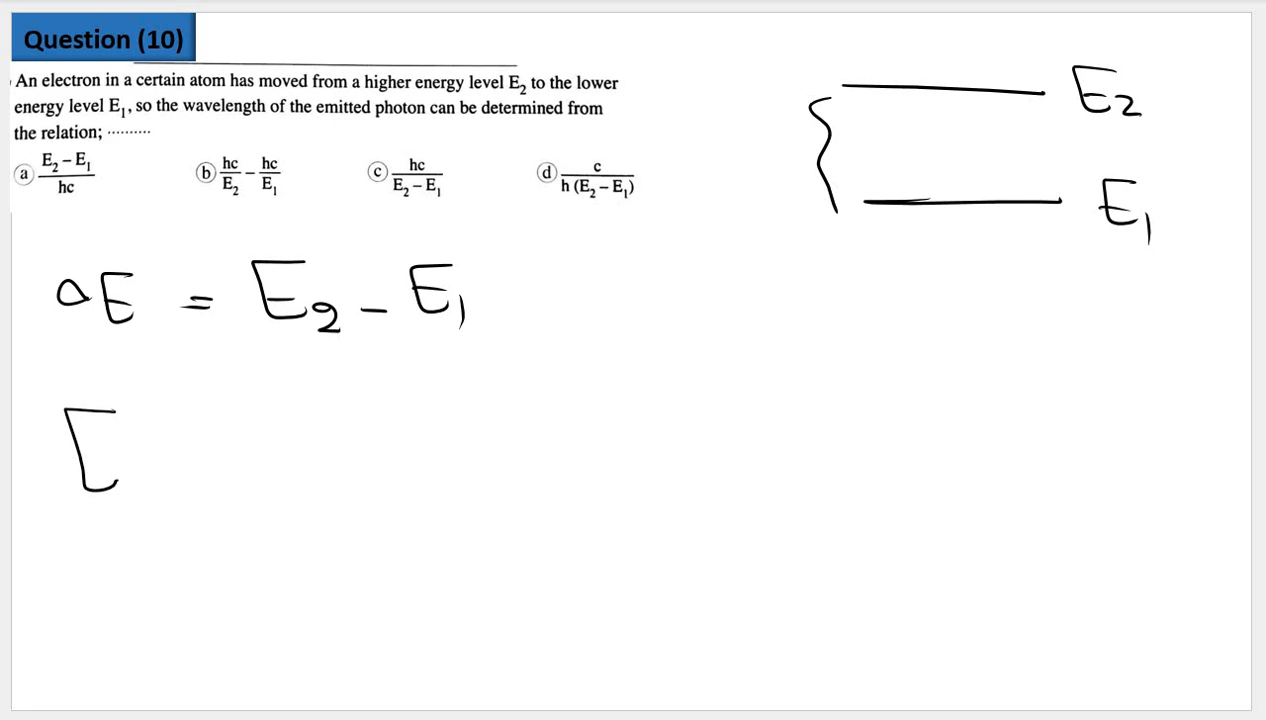 Question (10)
An electron in a certain atom has moved from a higher energy level E₂ to the lower
energy level E₁, so the wavelength of the emitted photon can be determined from
the relation; ··········
ⓐ (E₂ – E₁)/hc ⓑ hc/E₂ – hc/E₁ ⓒ hc/(E₂ – E₁) ⓓ c/(h (E₂ – E₁))
E₂
E₁
ΔE = E₂ – E₁